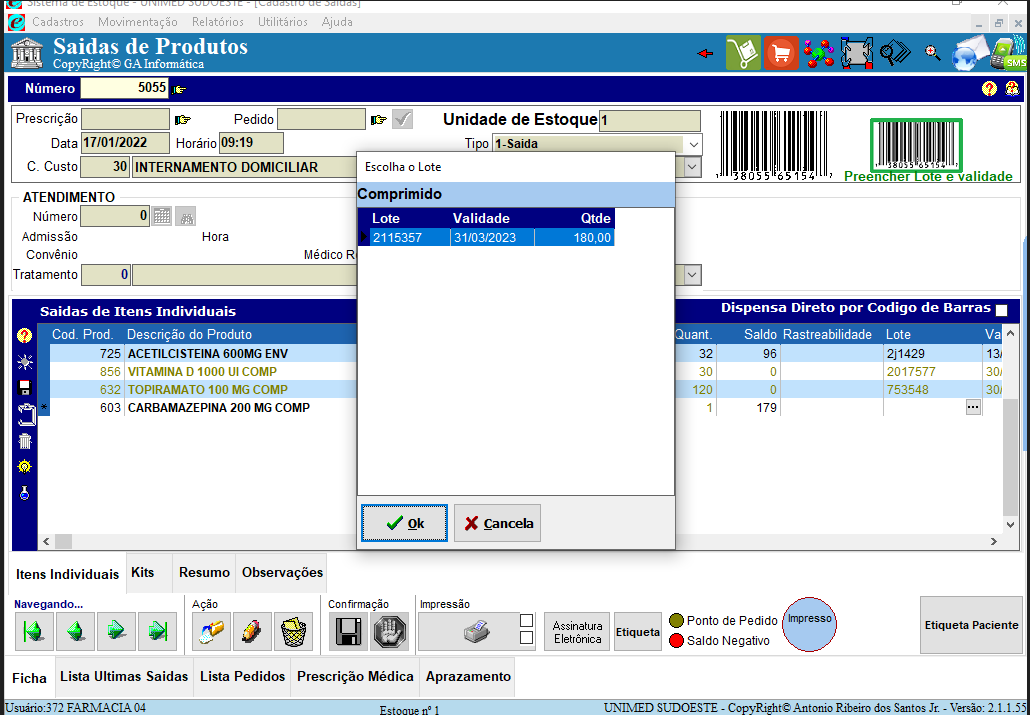 Sistema de Estoque - UNIMED SUDOESTE - [Cadastro de Saidas]
Cadastros Movimentação Relatórios Utilitários Ajuda
Saidas de Produtos
CopyRight© GA Informática
SMS
Número 5055
Prescrição Pedido Unidade de Estoque 1
Data 17/01/2022 Horário 09:19 Tipo 1-Saida
C. Custo 30 INTERNAMENTO DOMICILIAR
38055 65154
38055 65154
Preencher Lote e validade
Escolha o Lote
Comprimido
Lote Validade Qtde
2115357 31/03/2023 180,00
Ok Cancela
ATENDIMENTO
Número 0
Admissão Hora
Convênio Médico R
Tratamento 0
Saidas de Itens Individuais Dispensa Direto por Codigo de Barras
Cod. Prod. Descrição do Produto Quant. Saldo Rastreabilidade Lote Va
725 ACETILCISTEINA 600MG ENV 32 96 2j1429 13/
856 VITAMINA D 1000 UI COMP 30 0 2017577 30/
632 TOPIRAMATO 100 MG COMP 120 0 753548 30/
* 603 CARBAMAZEPINA 200 MG COMP 1 179 ...
Itens Individuais Kits Resumo Observações
Navegando... Ação Confirmação Impressão
Assinatura Eletrônica Etiqueta
Ponto de Pedido
Saldo Negativo
Impresso
Etiqueta Paciente
Ficha Lista Ultimas Saidas Lista Pedidos Prescrição Médica Aprazamento
Usuário:372 FARMACIA 04 Estoque nº 1 UNIMED SUDOESTE - CopyRight© Antonio Ribeiro dos Santos Jr. - Versão: 2.1.1.55